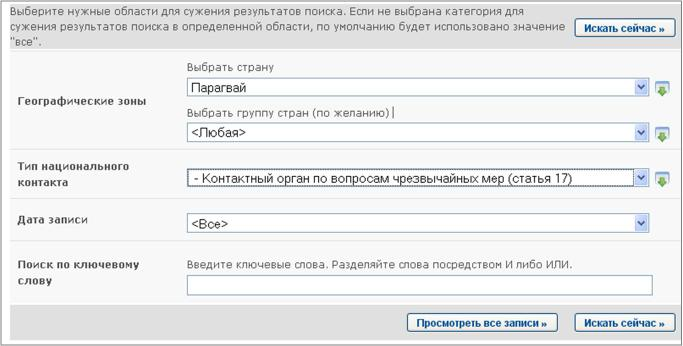 Выберите нужные области для сужения результатов поиска. Если не выбрана категория для
сужения результатов поиска в определенной области, по умолчанию будет использовано значение
"все".
Искать сейчас »
Выбрать страну
Географические зоны
Парагвай
Выбрать группу стран (по желанию)
<Любая>
Тип национального
контакта
- Контактный орган по вопросам чрезвычайных мер (статья 17)
Дата записи
<Все>
Поиск по ключевому
слову
Введите ключевые слова. Разделяйте слова посредством И либо ИЛИ.
Просмотреть все записи »
Искать сейчас »